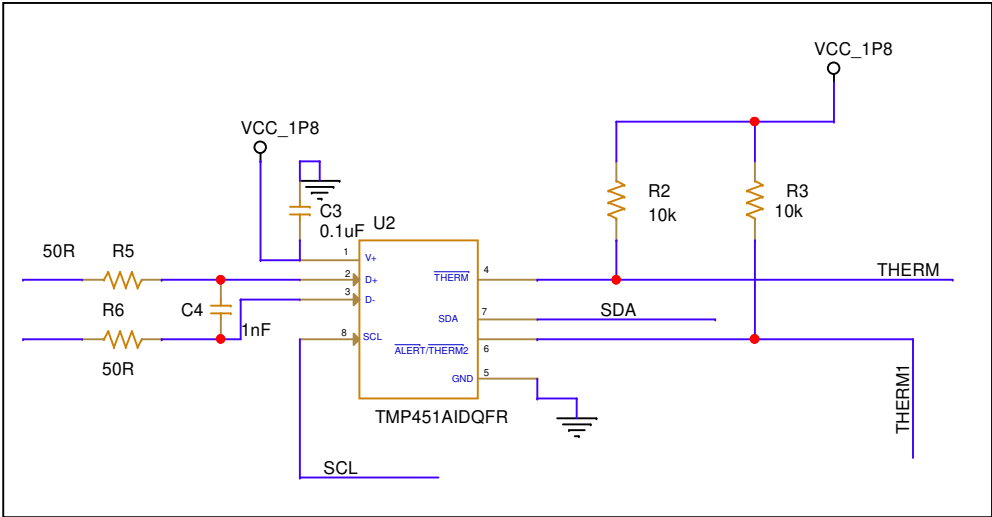 VCC_1P8
VCC_1P8
C3
0.1uF
U2
R2
10k
R3
10k
50R
R5
1
V+
2
D+
4
THERM
THERM
3
D-
R6
C4
1nF
7
SDA
SDA
8
SCL
6
ALERT/THERM2
50R
5
GND
TMP451AIDQFR
THERM1
SCL